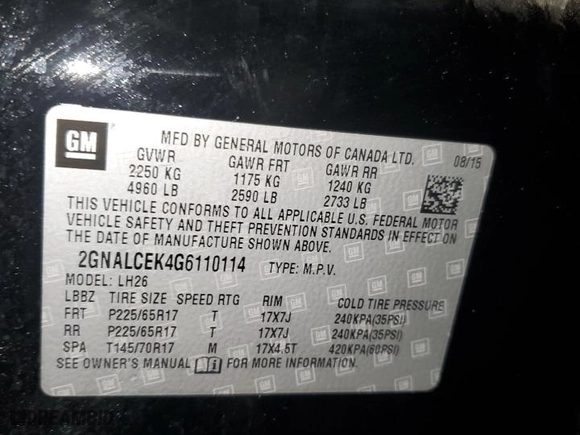 GM
MFD BY GENERAL MOTORS OF CANADA LTD.
GVWR GAWR FRT GAWR RR 08/15
2250 KG 1175 KG 1240 KG
4960 LB 2590 LB 2733 LB
THIS VEHICLE CONFORMS TO ALL APPLICABLE U.S. FEDERAL MOTOR
VEHICLE SAFETY AND THEFT PREVENTION STANDARDS IN EFFECT ON
THE DATE OF MANUFACTURE SHOWN ABOVE.
2GNALCEK4G6110114 TYPE: M.P.V.
MODEL: LH26
LBBZ TIRE SIZE SPEED RTG RIM COLD TIRE PRESSURE
FRT P225/65R17 T 17X7J 240KPA(35PSI)
RR P225/65R17 T 17X7J 240KPA(35PSI)
SPA T145/70R17 M 17X4.5T 420KPA(60PSI)
SEE OWNER'S MANUAL FOR MORE INFORMATION.